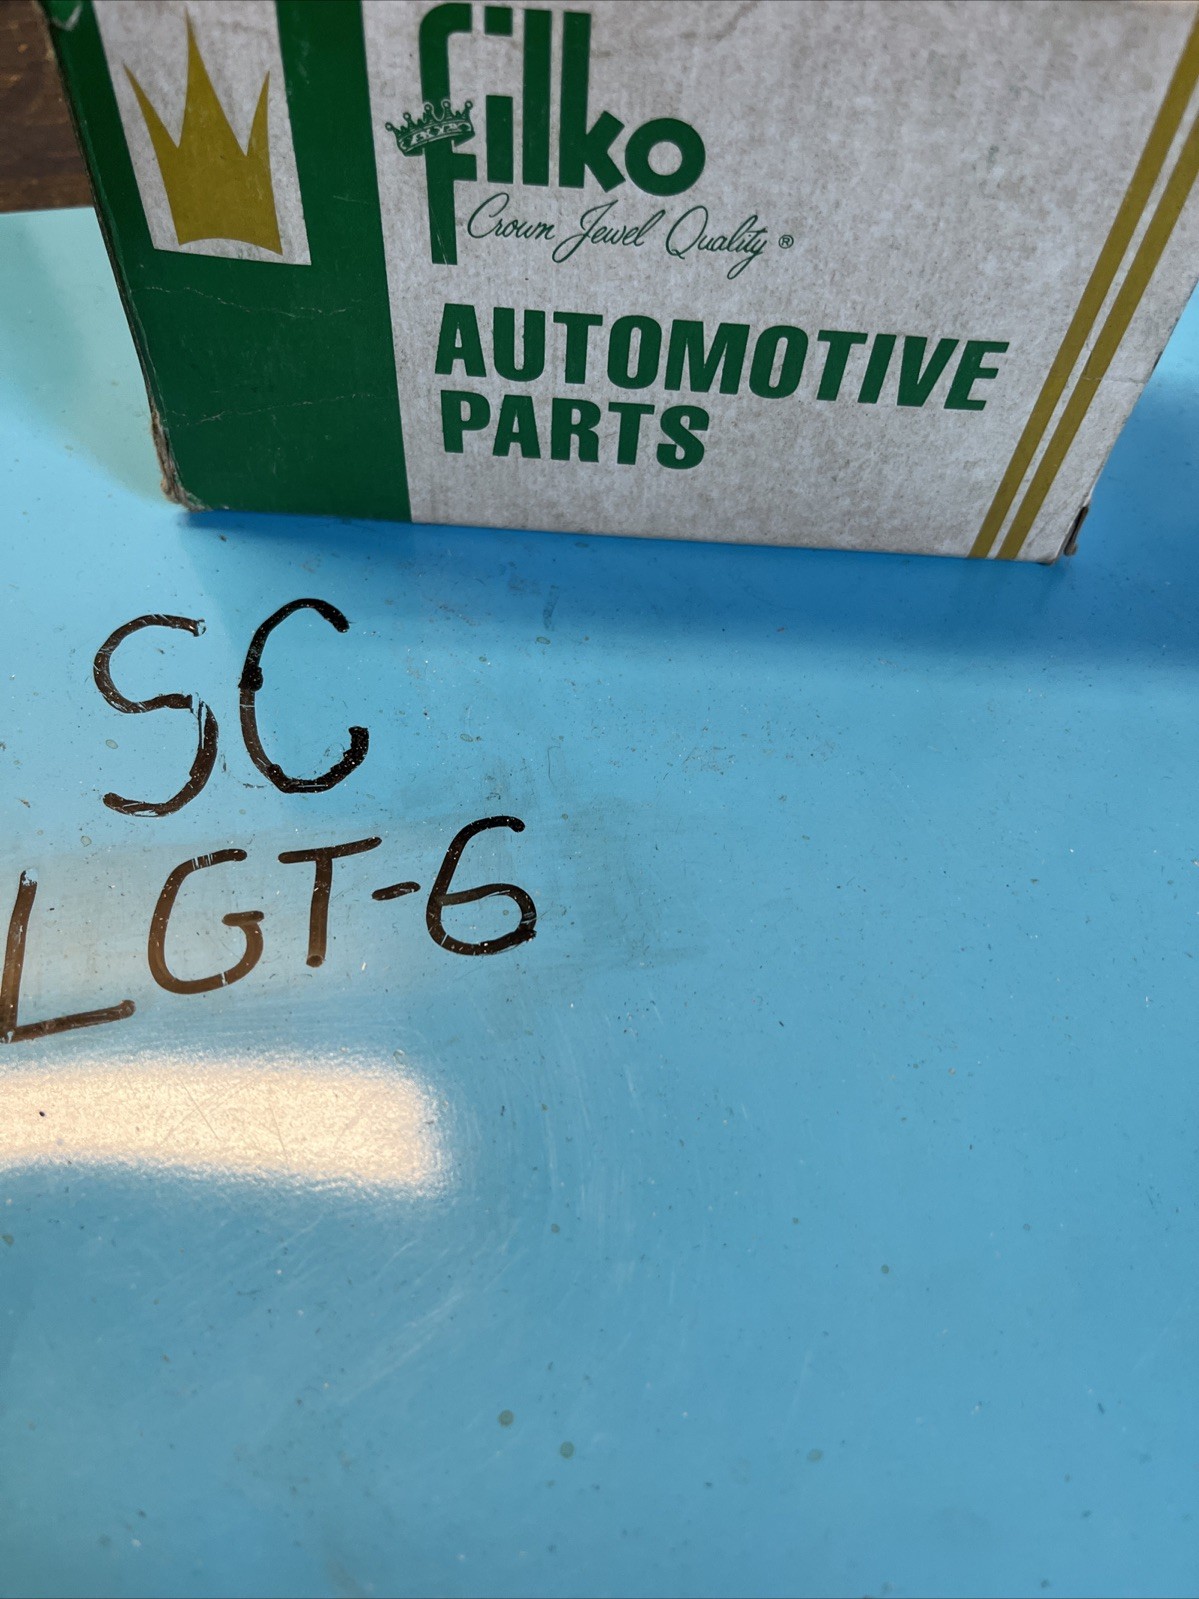 filko
Crown Jewel Quality ®
AUTOMOTIVE
PARTS
SC
LGT-6